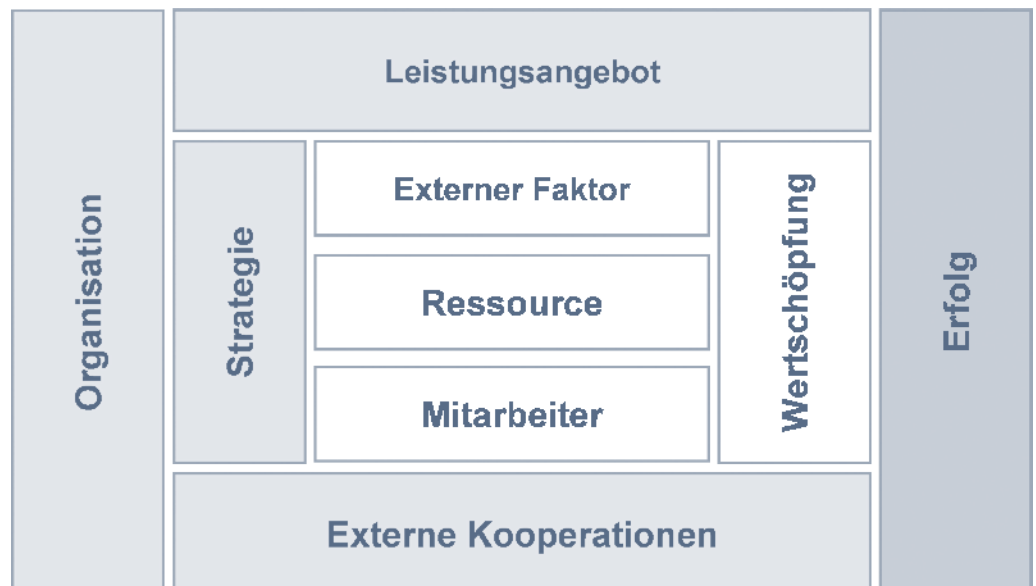 Organisation
Leistungsangebot
Strategie
Externer Faktor
Ressource
Mitarbeiter
Wertschöpfung
Externe Kooperationen
Erfolg